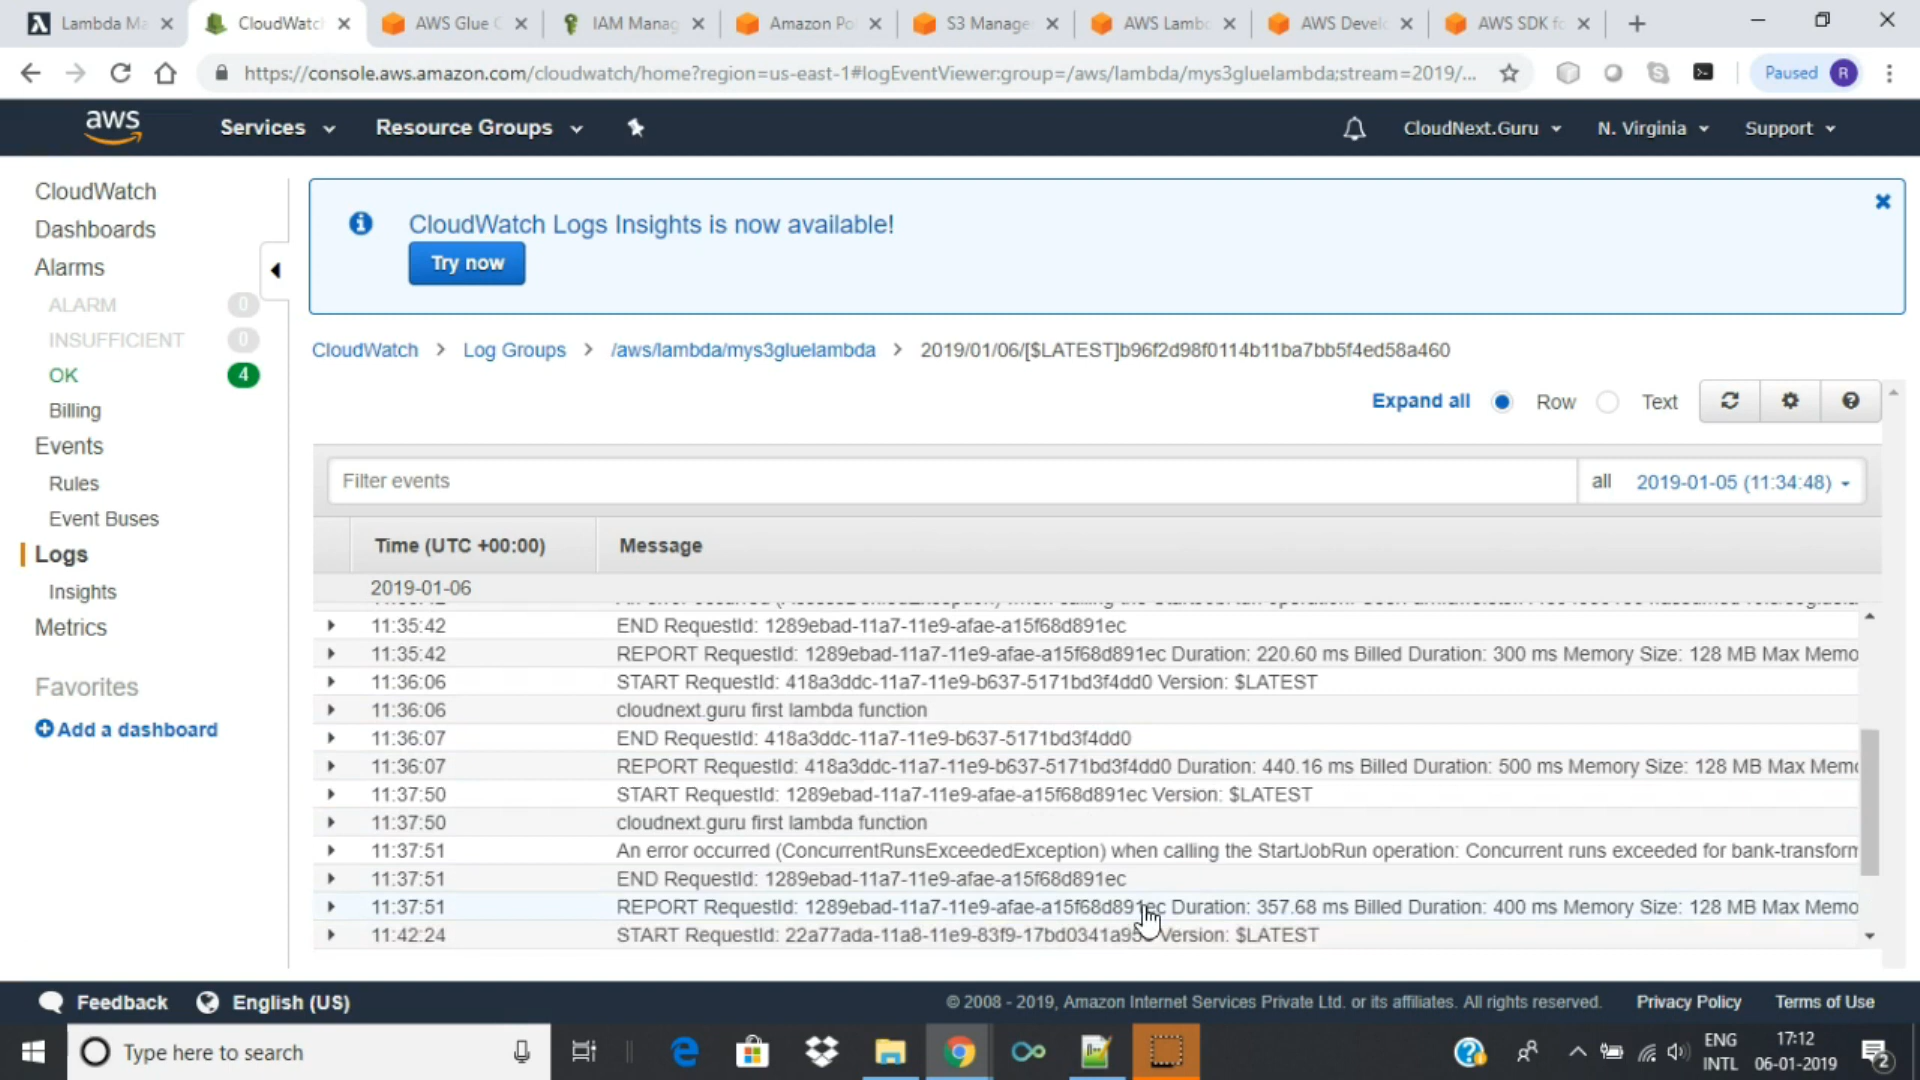 Lambda Ma
CloudWatch
AWS Glue C
IAM Manag
Amazon Po
S3 Manage
AWS Lambd
AWS Devel
AWS SDK fo
https://console.aws.amazon.com/cloudwatch/home?region=us-east-1#logEventViewer:group=/aws/lambda/mys3gluelambda;stream=2019/...
Paused R
aws Services Resource Groups CloudNext.Guru N. Virginia Support
CloudWatch
Dashboards
Alarms
ALARM 0
INSUFFICIENT 0
OK 4
Billing
Events
Rules
Event Buses
Logs
Insights
Metrics
Favorites
Add a dashboard
CloudWatch Logs Insights is now available!
Try now
CloudWatch > Log Groups > /aws/lambda/mys3gluelambda > 2019/01/06/[$LATEST]b96f2d98f0114b11ba7bb5f4ed58a460
Expand all Row Text
Filter events all 2019-01-05 (11:34:48)
Time (UTC +00:00) Message
2019-01-06
11:35:42 END RequestId: 1289ebad-11a7-11e9-afae-a15f68d891ec
11:35:42 REPORT RequestId: 1289ebad-11a7-11e9-afae-a15f68d891ec Duration: 220.60 ms Billed Duration: 300 ms Memory Size: 128 MB Max Memo
11:36:06 START RequestId: 418a3ddc-11a7-11e9-b637-5171bd3f4dd0 Version: $LATEST
11:36:06 cloudnext.guru first lambda function
11:36:07 END RequestId: 418a3ddc-11a7-11e9-b637-5171bd3f4dd0
11:36:07 REPORT RequestId: 418a3ddc-11a7-11e9-b637-5171bd3f4dd0 Duration: 440.16 ms Billed Duration: 500 ms Memory Size: 128 MB Max Mem
11:37:50 START RequestId: 1289ebad-11a7-11e9-afae-a15f68d891ec Version: $LATEST
11:37:50 cloudnext.guru first lambda function
11:37:51 An error occurred (ConcurrentRunsExceededException) when calling the StartJobRun operation: Concurrent runs exceeded for bank-transform
11:37:51 END RequestId: 1289ebad-11a7-11e9-afae-a15f68d891ec
11:37:51 REPORT RequestId: 1289ebad-11a7-11e9-afae-a15f68d891ec Duration: 357.68 ms Billed Duration: 400 ms Memory Size: 128 MB Max Memo
11:42:24 START RequestId: Version: $LATEST
Feedback English (US) © 2008 - 2019, Amazon Internet Services Private Ltd. or its affiliates. All rights reserved. Privacy Policy Terms of Use
Type here to search
ENG
INTL
17:12
06-01-2019
2